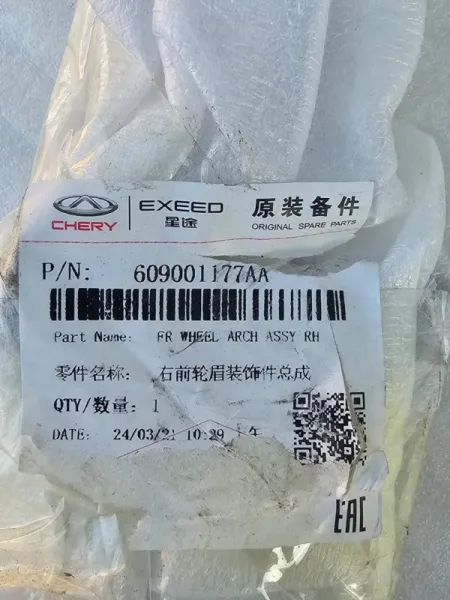 CHERY
EXEED
星途
原装备件
ORIGINAL SPARE PARTS
P/N: 609001177AA
Part Name: FR WHEEL ARCH ASSY RH
零件名称: 右前轮眉装饰件总成
QTY/数量: 1
DATE: 24/03/21 10:29 上午
EAC